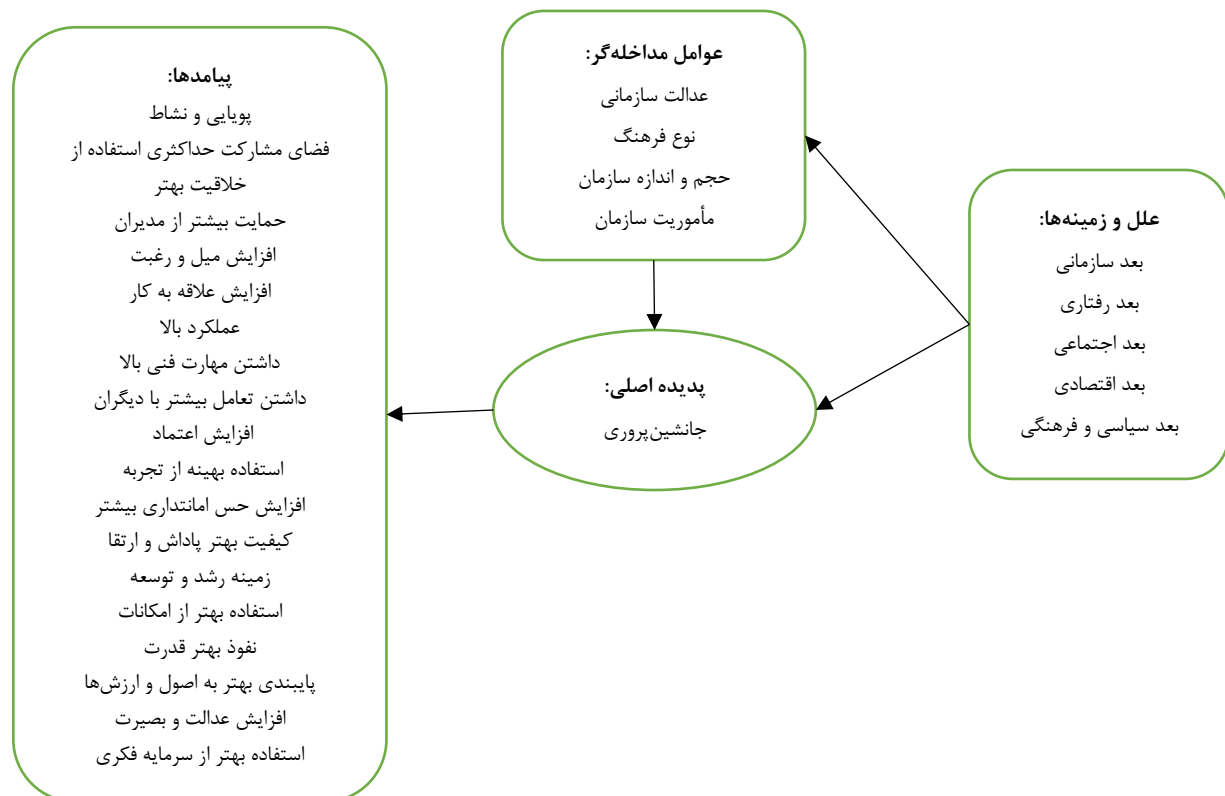 علل و زمینه‌ها:
بعد سازمانی
بعد رفتاری
بعد اجتماعی
بعد اقتصادی
بعد سیاسی و فرهنگی
عوامل مداخله‌گر:
عدالت سازمانی
نوع فرهنگ
حجم و اندازه سازمان
مأموریت سازمان
پدیده اصلی:
جانشین‌پروری
پیامدها:
پویایی و نشاط
فضای مشارکت حداکثری استفاده از
خلاقیت بهتر
حمایت بیشتر از مدیران
افزایش میل و رغبت
افزایش علاقه به کار
عملکرد بالا
داشتن مهارت فنی بالا
داشتن تعامل بیشتر با دیگران
افزایش اعتماد
استفاده بهینه از تجربه
افزایش حس امانتداری بیشتر
کیفیت بهتر پاداش و ارتقا
زمینه رشد و توسعه
استفاده بهتر از امکانات
نفوذ بهتر قدرت
پایبندی بهتر به اصول و ارزش‌ها
افزایش عدالت و بصیرت
استفاده بهتر از سرمایه فکری